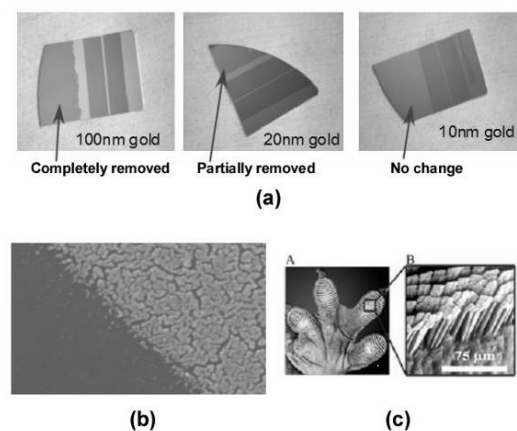 100nm gold
20nm gold
10nm gold
Completely removed
Partially removed
No change
(a)
A
B
75 μm
(b)
(c)